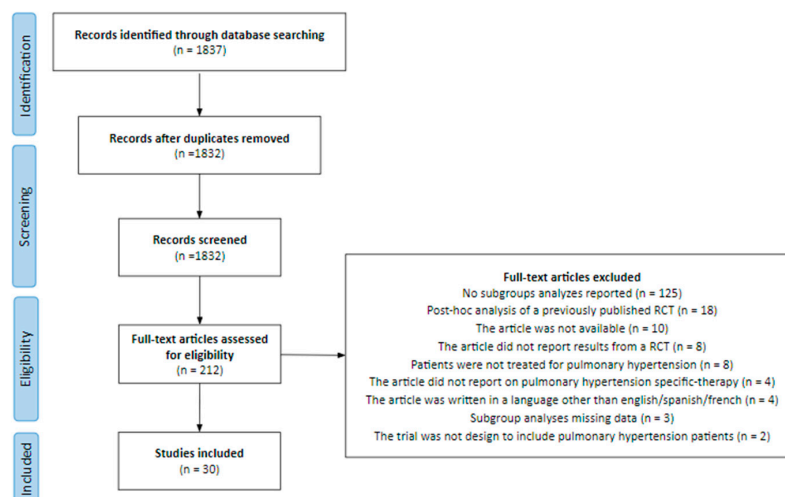 Identification
Records identified through database searching
(n = 1837)
Records after duplicates removed
(n =1832)
Screening
Records screened
(n =1832)
Eligibility
Full-text articles assessed
for eligibility
(n = 212)
Full-text articles excluded
No subgroups analyzes reported (n = 125)
Post-hoc analysis of a previously published RCT (n = 18)
The article was not available (n = 10)
The article did not report results from a RCT (n = 8)
Patients were not treated for pulmonary hypertension (n = 8)
The article did not report on pulmonary hypertension specific-therapy (n = 4)
The article was written in a language other than english/spanish/french (n = 4)
Subgroup analyses missing data (n = 3)
The trial was not design to include pulmonary hypertension patients (n = 2)
Included
Studies included
(n = 30)